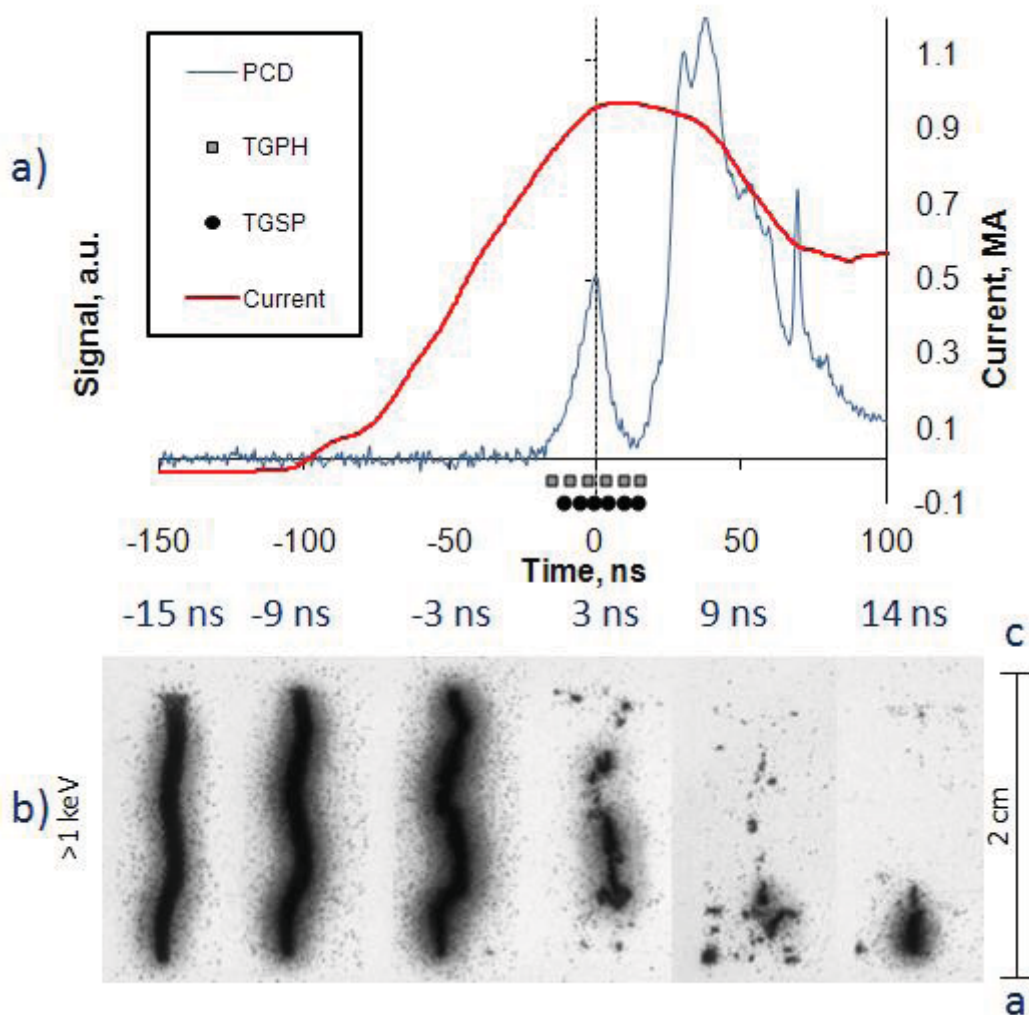 a)
PCD
TGPH
TGSP
Current
Signal, a.u.
Current, MA
1.1
0.9
0.7
0.5
0.3
0.1
-0.1
-150 -100 -50 0 50 100
Time, ns
-15 ns -9 ns -3 ns 3 ns 9 ns 14 ns
c
b)
>1 keV
2 cm
a